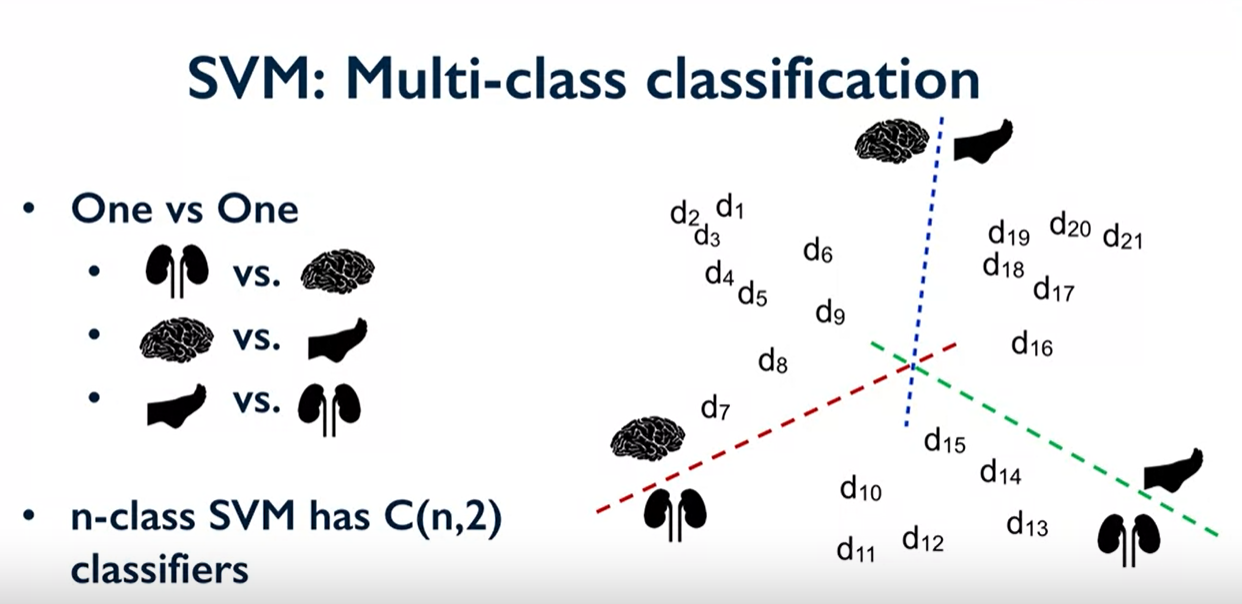 SVM: Multi-class classification
• One vs One
• vs.
• vs.
• vs.
• n-class SVM has C(n,2)
classifiers
d2 d1
d3
d4
d5
d6
d9
d8
d7
d19 d20 d21
d18
d17
d16
d15
d14
d10
d13
d11 d12